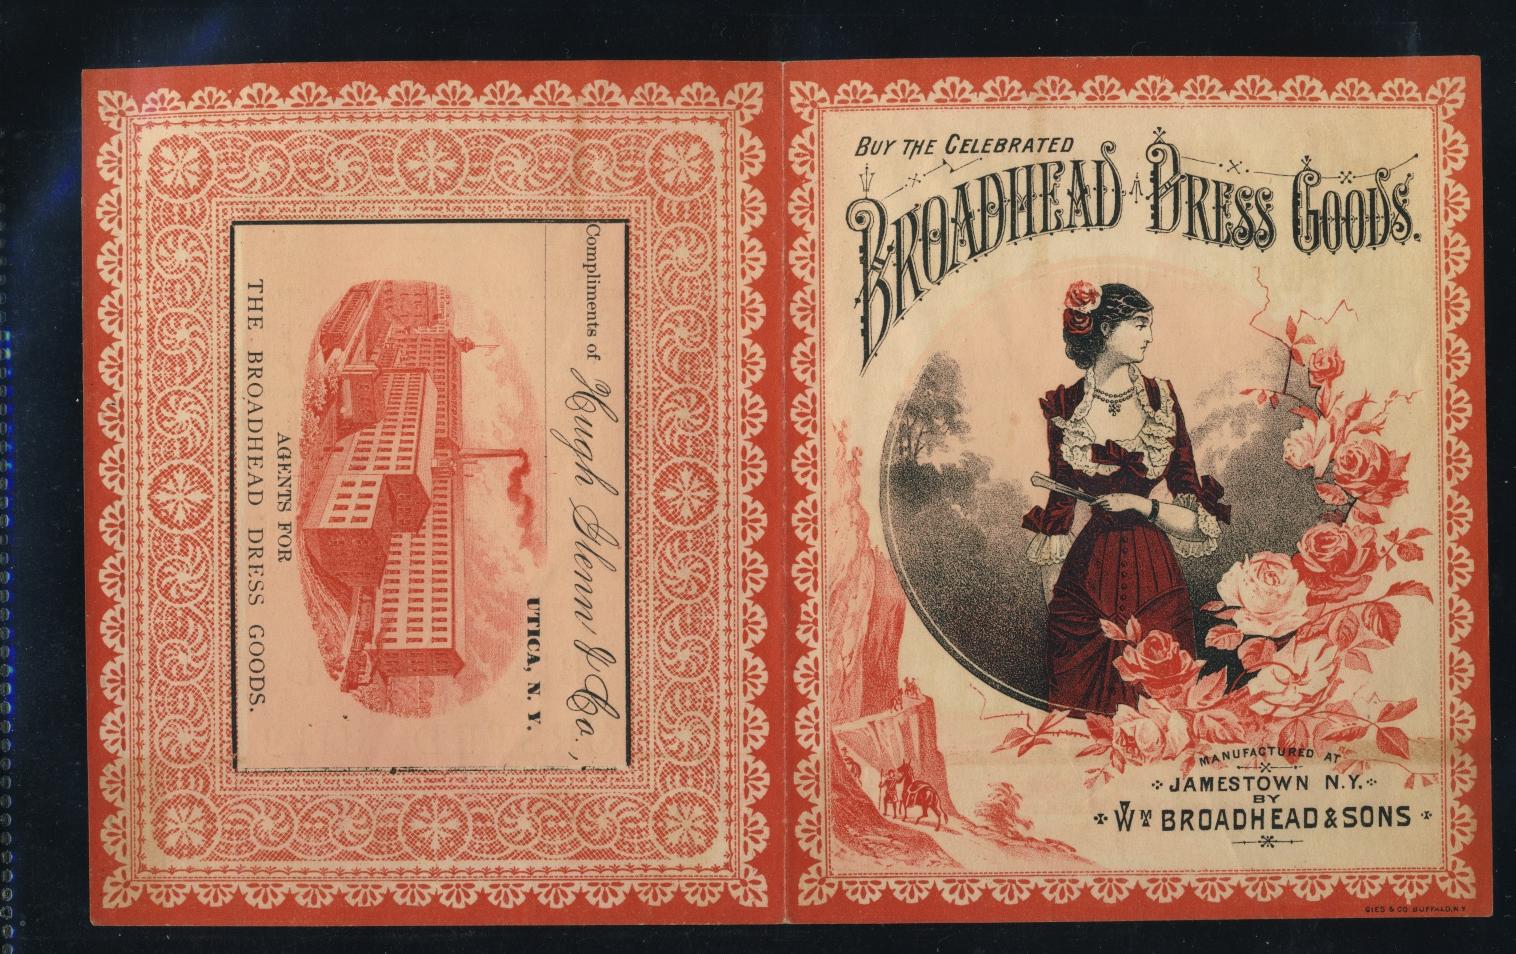 Compliments of Hugh Glenn & Co.,
UTICA, N. Y.
AGENTS FOR
THE BROADHEAD DRESS GOODS.
BUY THE CELEBRATED
BROADHEAD DRESS GOODS.
MANUFACTURED AT
JAMESTOWN N.Y.
BY
WM BROADHEAD & SONS
GIES & CO BUFFALO, N.Y.